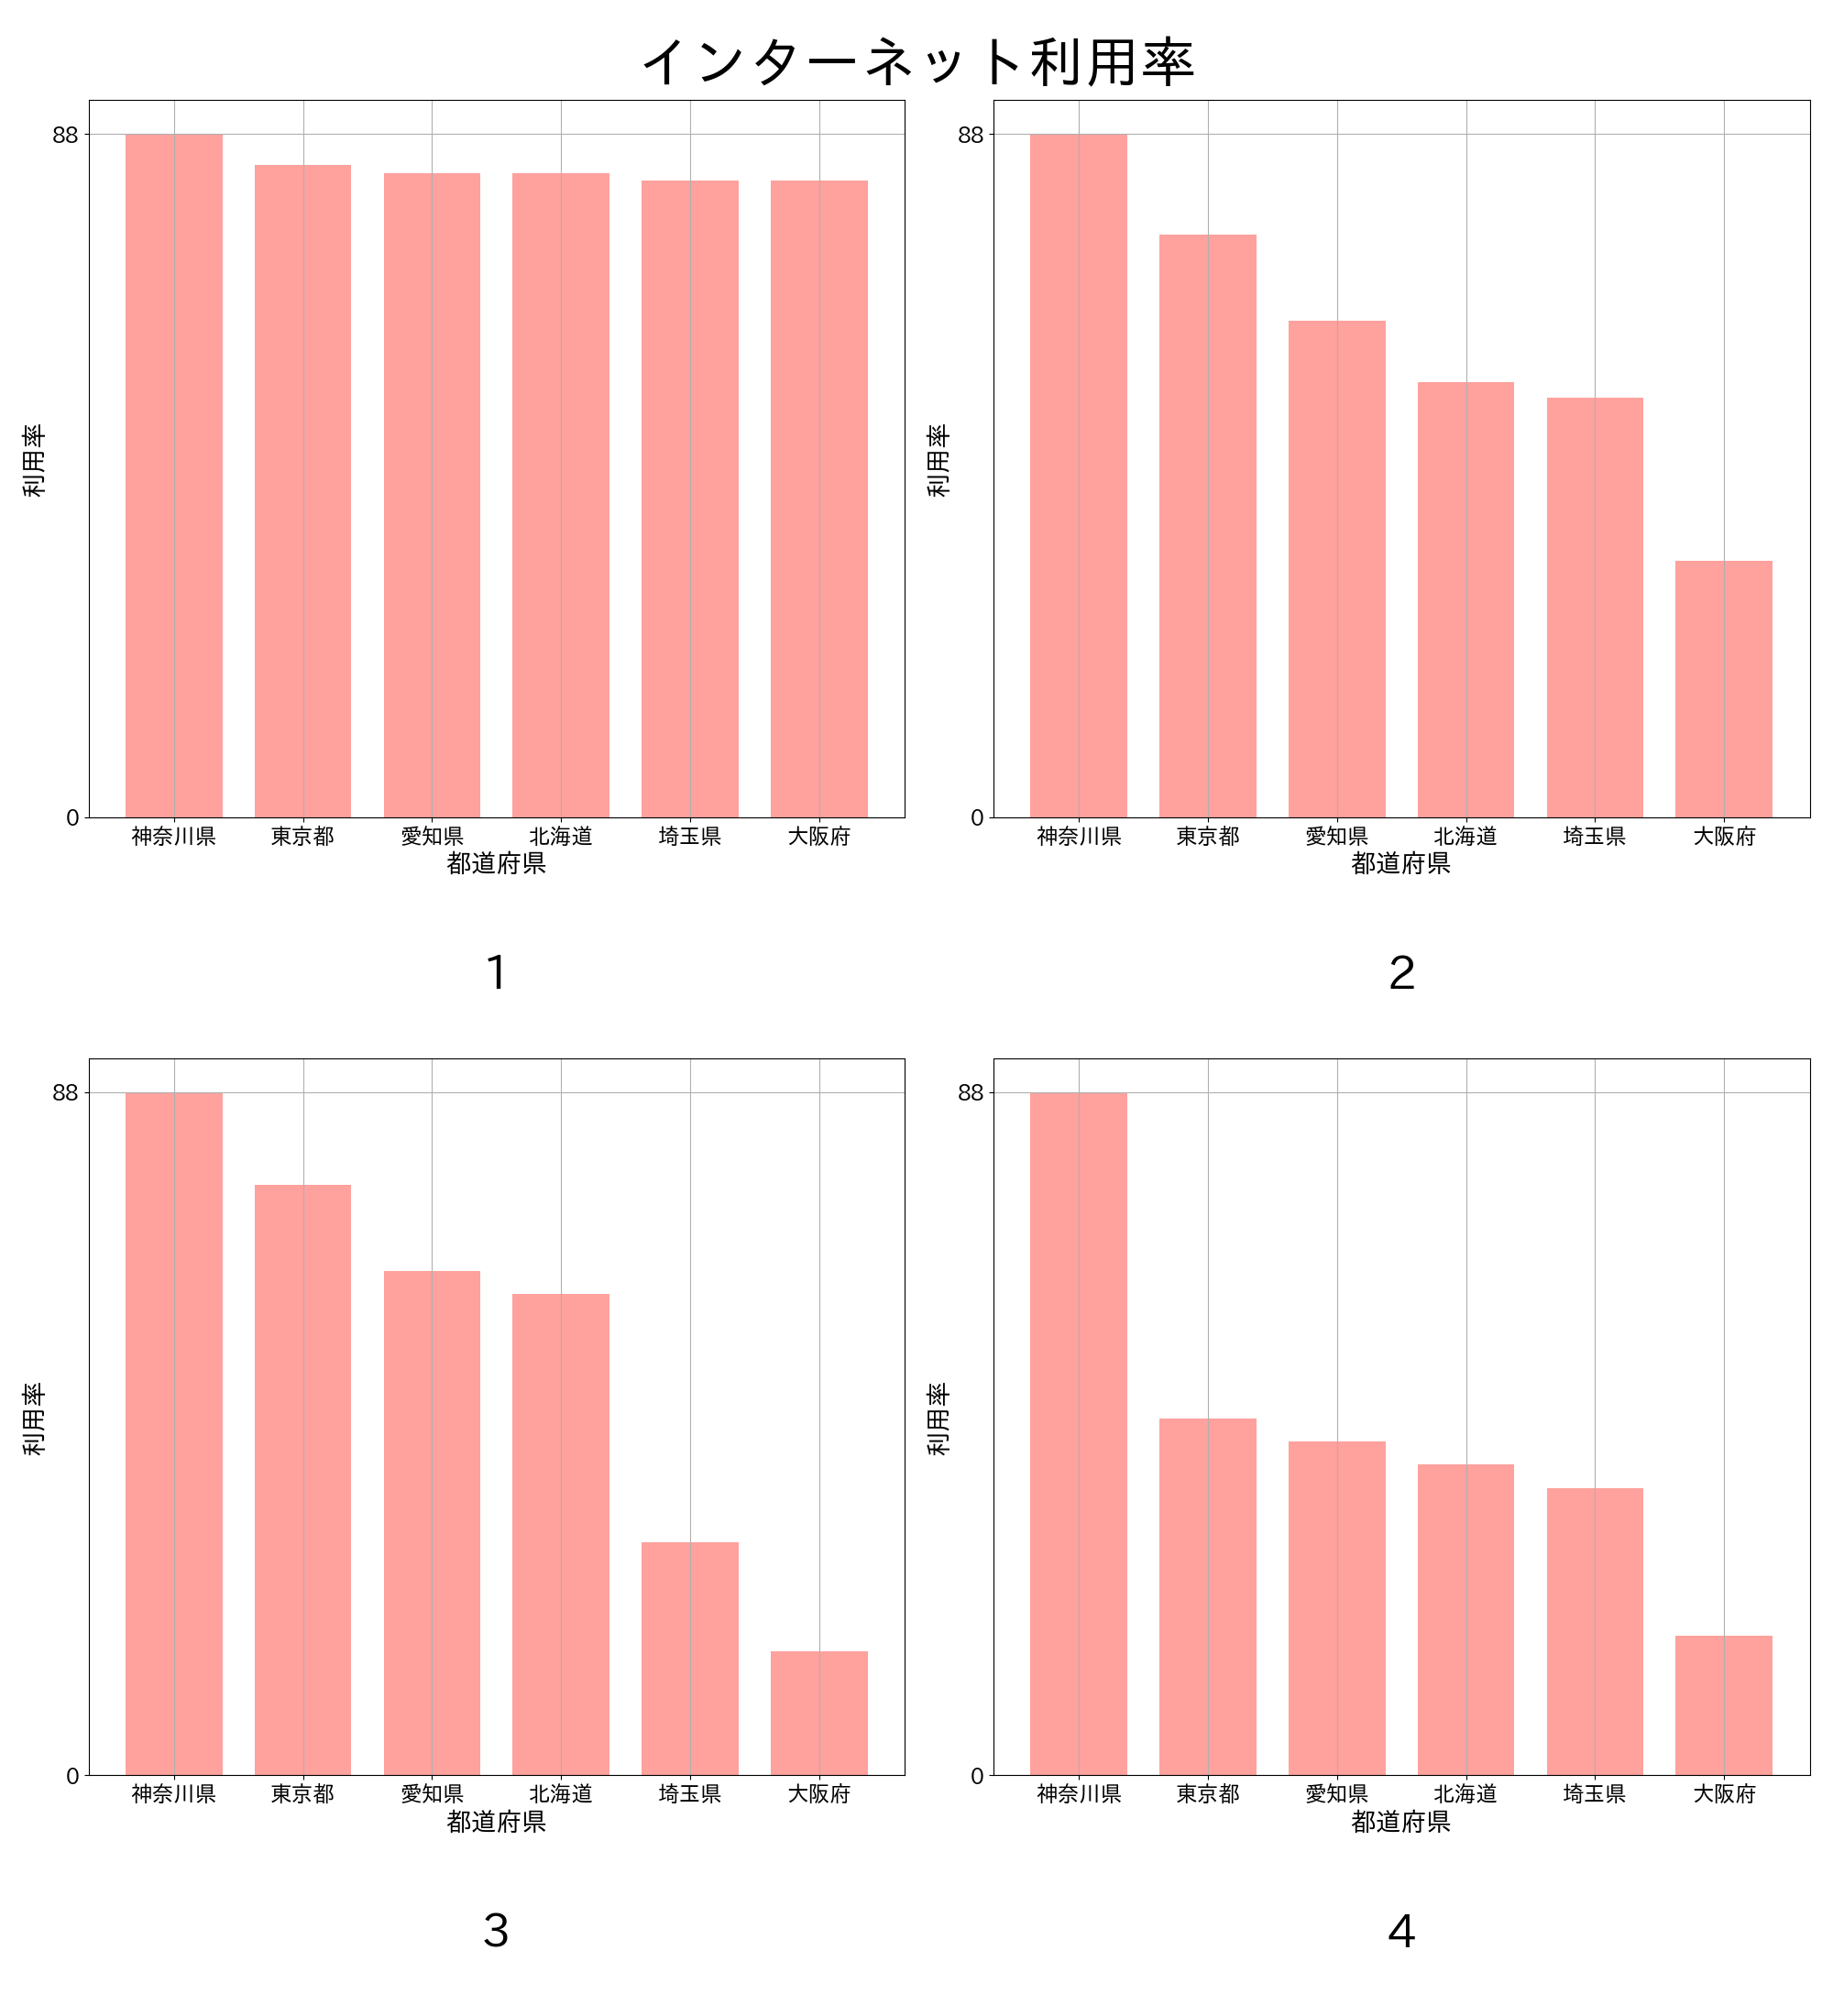 インターネット利用率
88
0
利用率
神奈川県 東京都 愛知県 北海道 埼玉県 大阪府
都道府県
1
88
0
利用率
神奈川県 東京都 愛知県 北海道 埼玉県 大阪府
都道府県
2
88
0
利用率
神奈川県 東京都 愛知県 北海道 埼玉県 大阪府
都道府県
3
88
0
利用率
神奈川県 東京都 愛知県 北海道 埼玉県 大阪府
都道府県
4